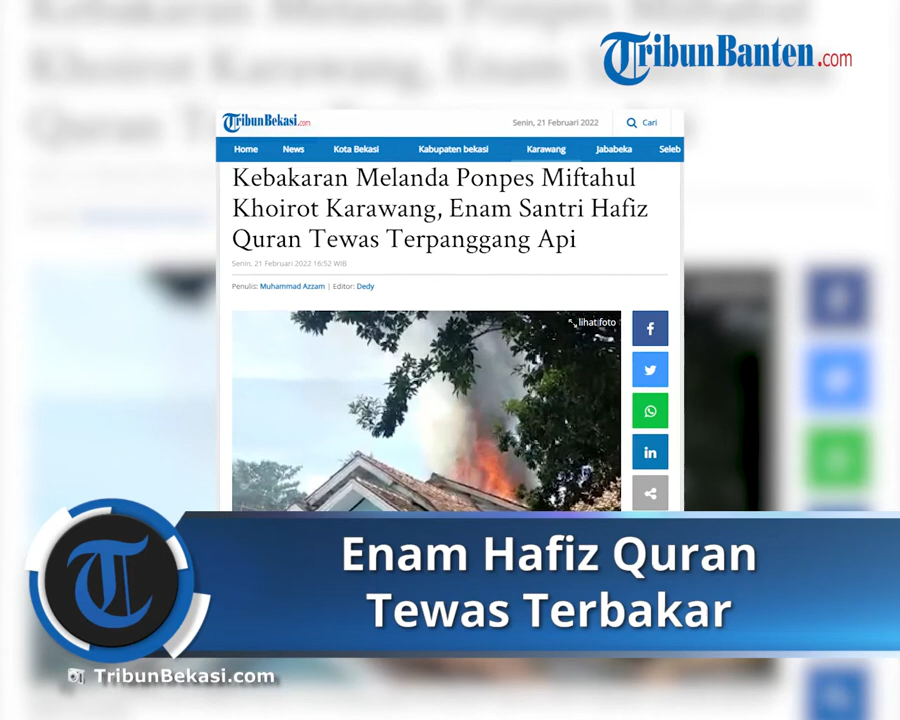 TribunBanten.com
TribunBekasi.com
Senin, 21 Februari 2022
Cari
Home News Kota Bekasi Kabupaten bekasi Karawang Jababeka Seleb
Kebakaran Melanda Ponpes Miftahul
Khoirot Karawang, Enam Santri Hafiz
Quran Tewas Terpanggang Api
Senin, 21 Februari 2022 16:52 WIB
Penulis: Muhammad Azzam | Editor: Dedy
lihat foto
Enam Hafiz Quran
Tewas Terbakar
TribunBekasi.com